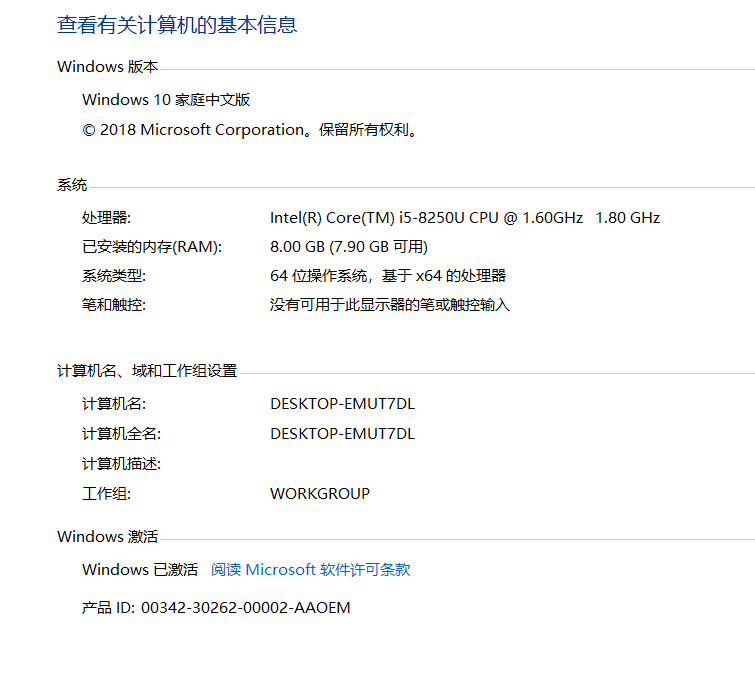 查看有关计算机的基本信息
Windows 版本
Windows 10 家庭中文版
© 2018 Microsoft Corporation。保留所有权利。
系统
处理器: Intel(R) Core(TM) i5-8250U CPU @ 1.60GHz 1.80 GHz
已安装的内存(RAM): 8.00 GB (7.90 GB 可用)
系统类型: 64 位操作系统，基于 x64 的处理器
笔和触控: 没有可用于此显示器的笔或触控输入
计算机名、域和工作组设置
计算机名: DESKTOP-EMUT7DL
计算机全名: DESKTOP-EMUT7DL
计算机描述:
工作组: WORKGROUP
Windows 激活
Windows 已激活 阅读 Microsoft 软件许可条款
产品 ID: 00342-30262-00002-AAOEM